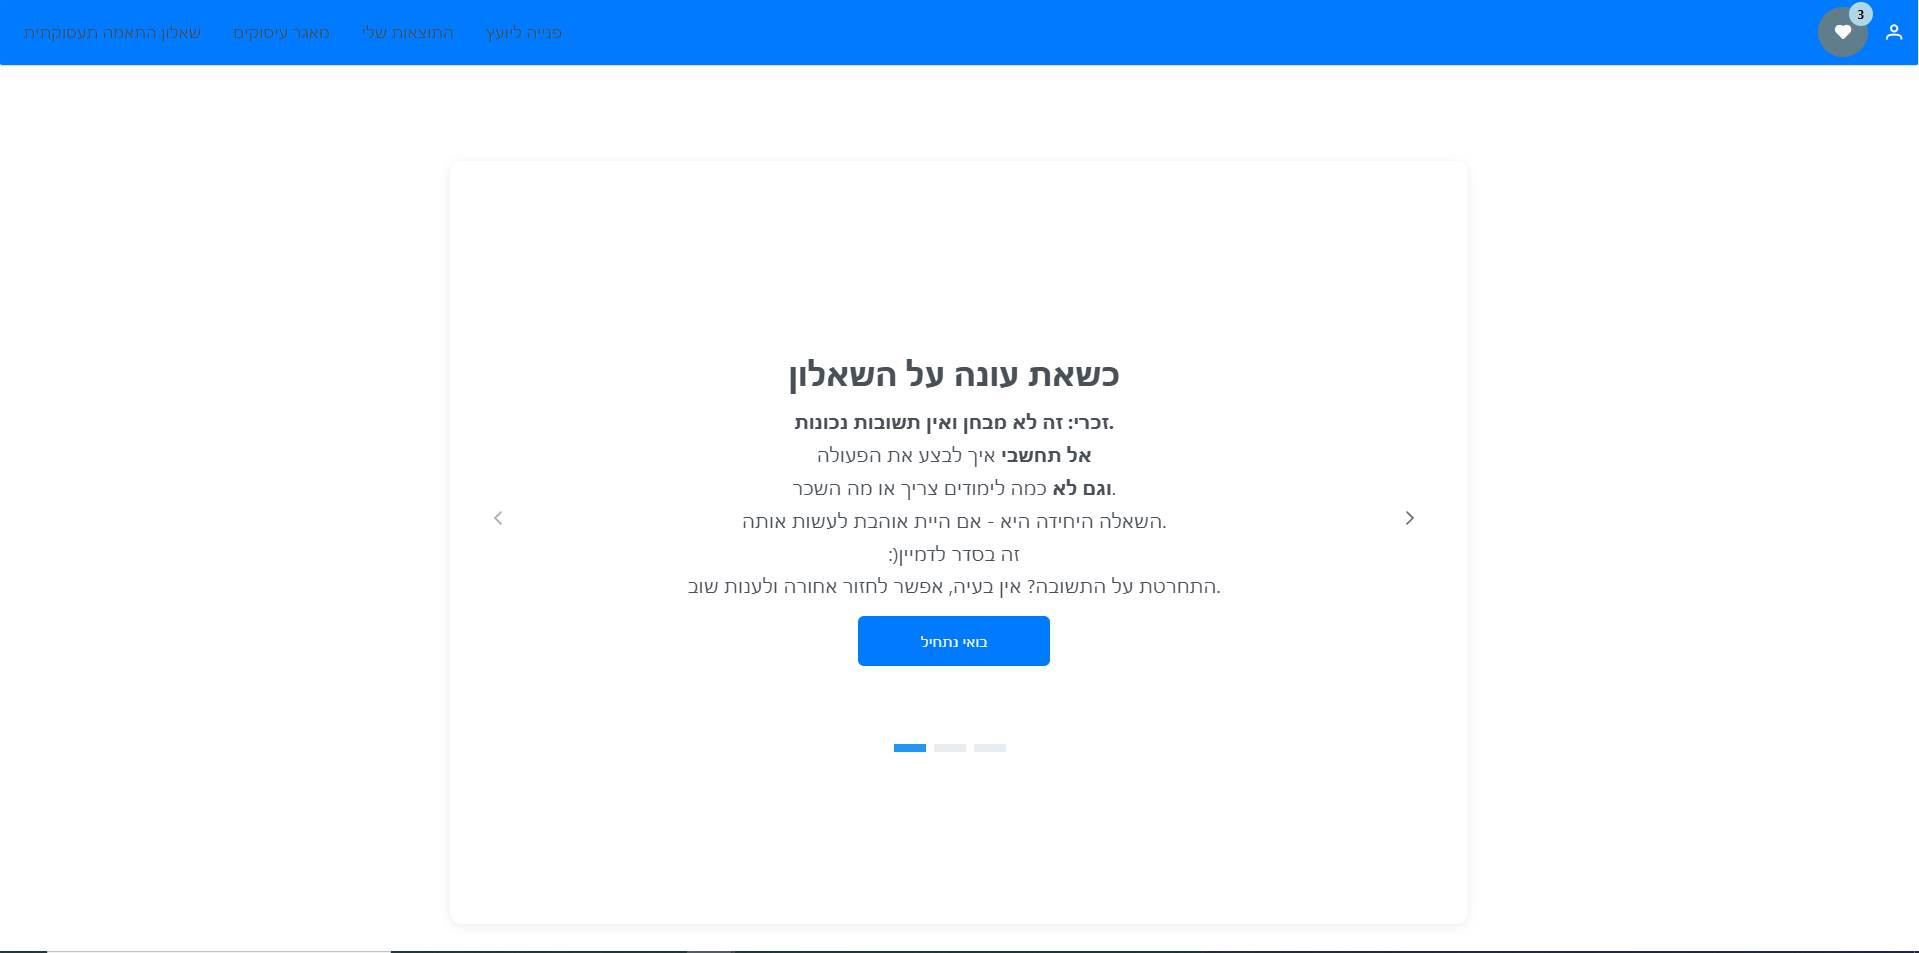 שאלון התאמה תעסוקתית
מאגר עיסוקים
התוצאות שלי
פנייה ליועץ
3
כשאת עונה על השאלון
זכרי: זה לא מבחן ואין תשובות נכונות.
אל תחשבי איך לבצע את הפעולה
וגם לא כמה לימודים צריך או מה השכר.
השאלה היחידה היא - אם היית אוהבת לעשות אותה.
זה בסדר לדמיין(:
התחרטת על התשובה? אין בעיה, אפשר לחזור אחורה ולענות שוב.
בואי נתחיל